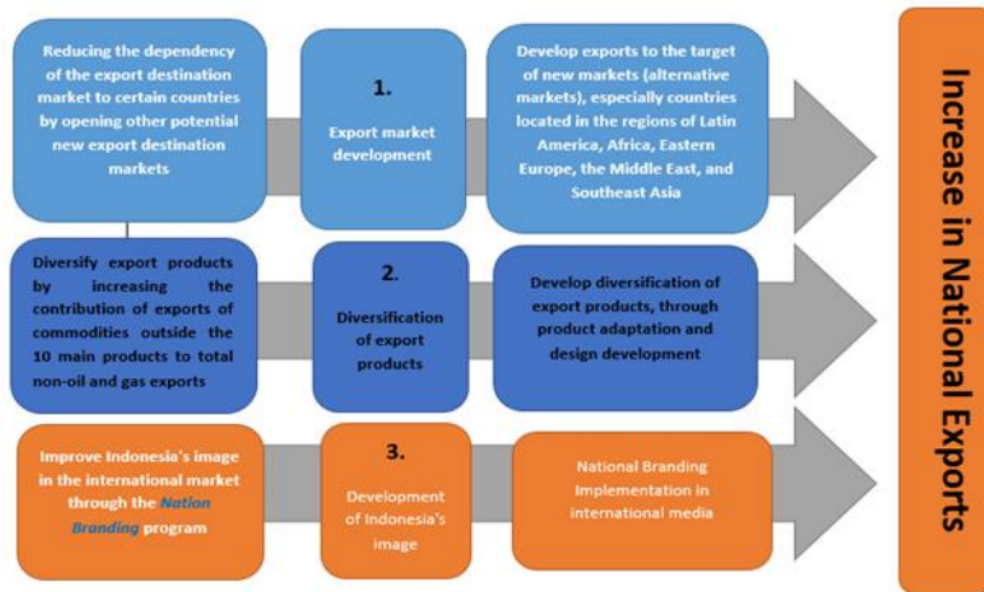 Reducing the dependency
of the export destination
market to certain countries
by opening other potential
new export destination
markets
1.
Export market
development
Develop exports to the target
of new markets (alternative
markets), especially countries
located in the regions of Latin
America, Africa, Eastern
Europe, the Middle East, and
Southeast Asia
Diversify export products
by increasing the
contribution of exports of
commodities outside the
10 main products to total
non-oil and gas exports
2.
Diversification
of export
products
Develop diversification of
export products, through
product adaptation and
design development
Improve Indonesia's image
in the international market
through the Nation
Branding program
3.
Development
of Indonesia's
image
National Branding
Implementation in
international media
Increase in National Exports